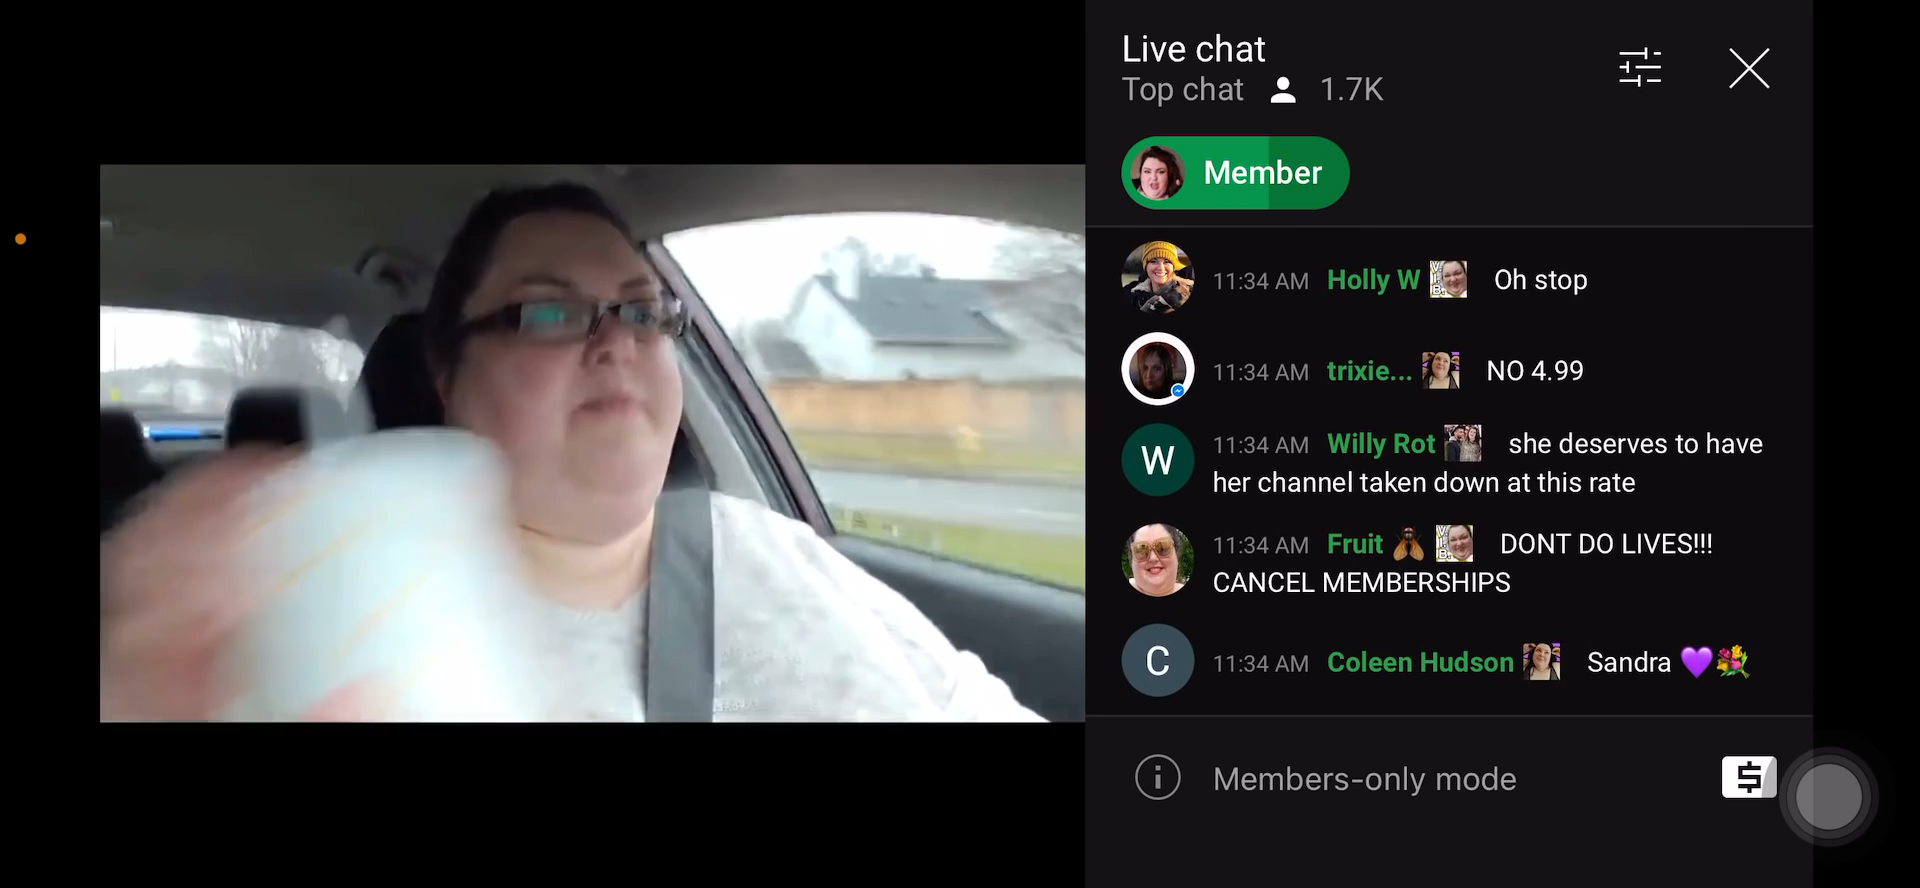 Live chat
Top chat 1.7K
Member
11:34 AM Holly W Oh stop
11:34 AM trixie... NO 4.99
W 11:34 AM Willy Rot she deserves to have
her channel taken down at this rate
11:34 AM Fruit DONT DO LIVES!!!
CANCEL MEMBERSHIPS
C 11:34 AM Coleen Hudson Sandra 💜💐
Members-only mode
$